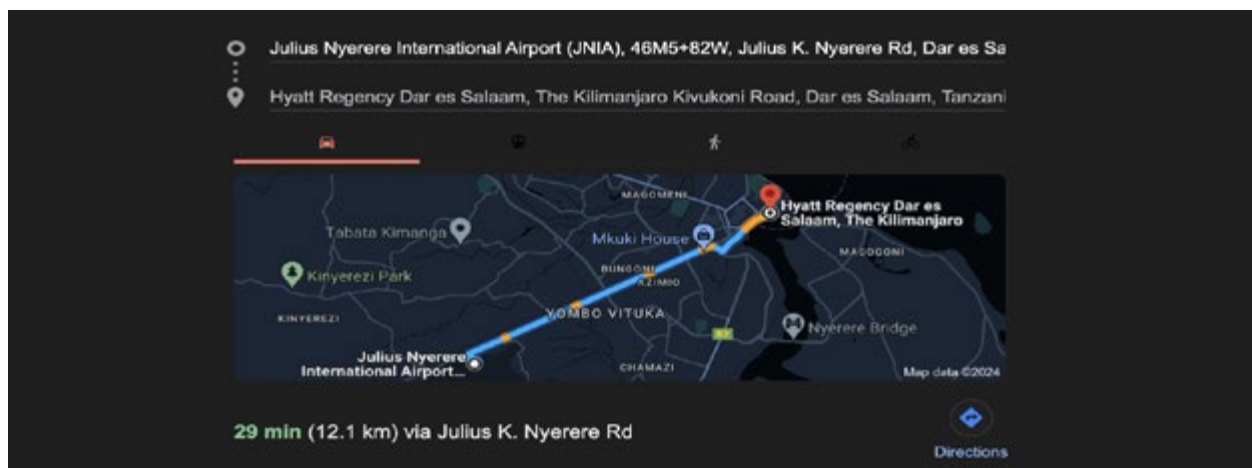 Julius Nyerere International Airport (JNIA), 46M5+82W, Julius K. Nyerere Rd, Dar es Sa
Hyatt Regency Dar es Salaam, The Kilimanjaro Kivukoni Road, Dar es Salaam, Tanzani
MAGOMENI
Hyatt Regency Dar es
Salaam, The Kilimanjaro
Tabata Kimanga
Mkuki House
MAGOGONI
BUNGONI
Kinyerezi Park
AZIMIO
KINYEREZI
YOMBO VITUKA
Nyerere Bridge
Julius Nyerere
International Airport...
CHAMAZI
Map data ©2024
29 min (12.1 km) via Julius K. Nyerere Rd
Directions